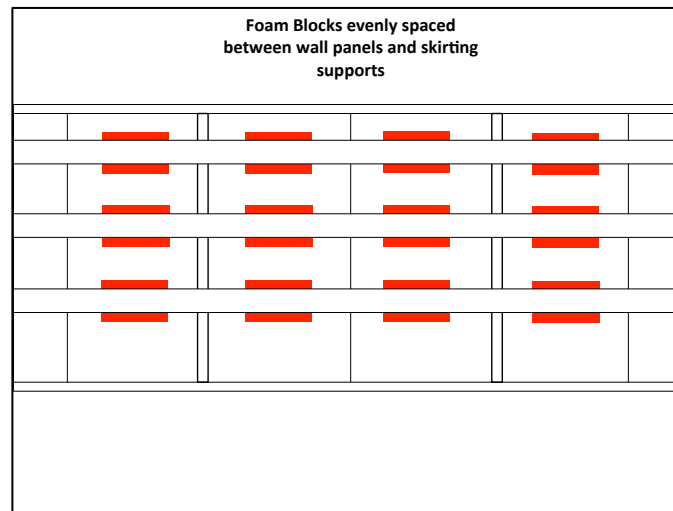 Foam Blocks evenly spaced
between wall panels and skirting
supports